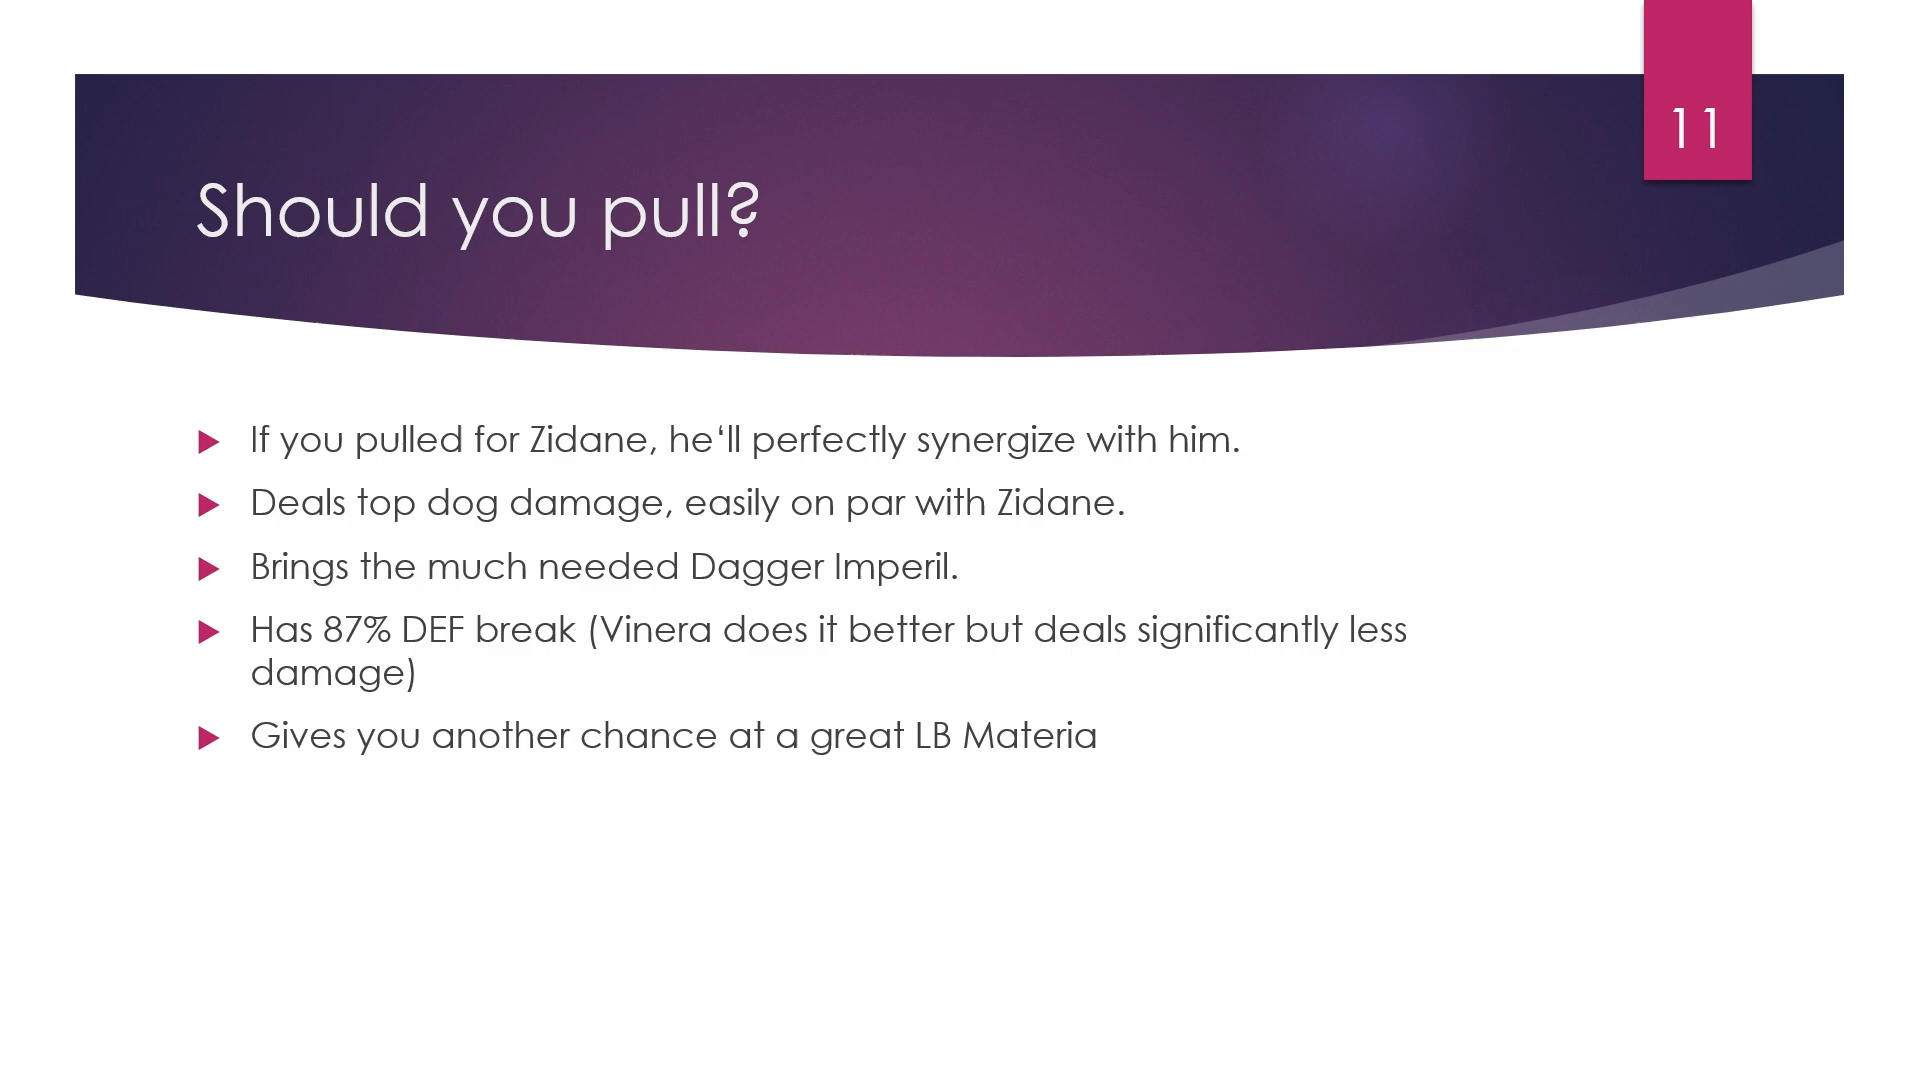 11
Should you pull?
If you pulled for Zidane, he‘ll perfectly synergize with him.
Deals top dog damage, easily on par with Zidane.
Brings the much needed Dagger Imperil.
Has 87% DEF break (Vinera does it better but deals significantly less
damage)
Gives you another chance at a great LB Materia